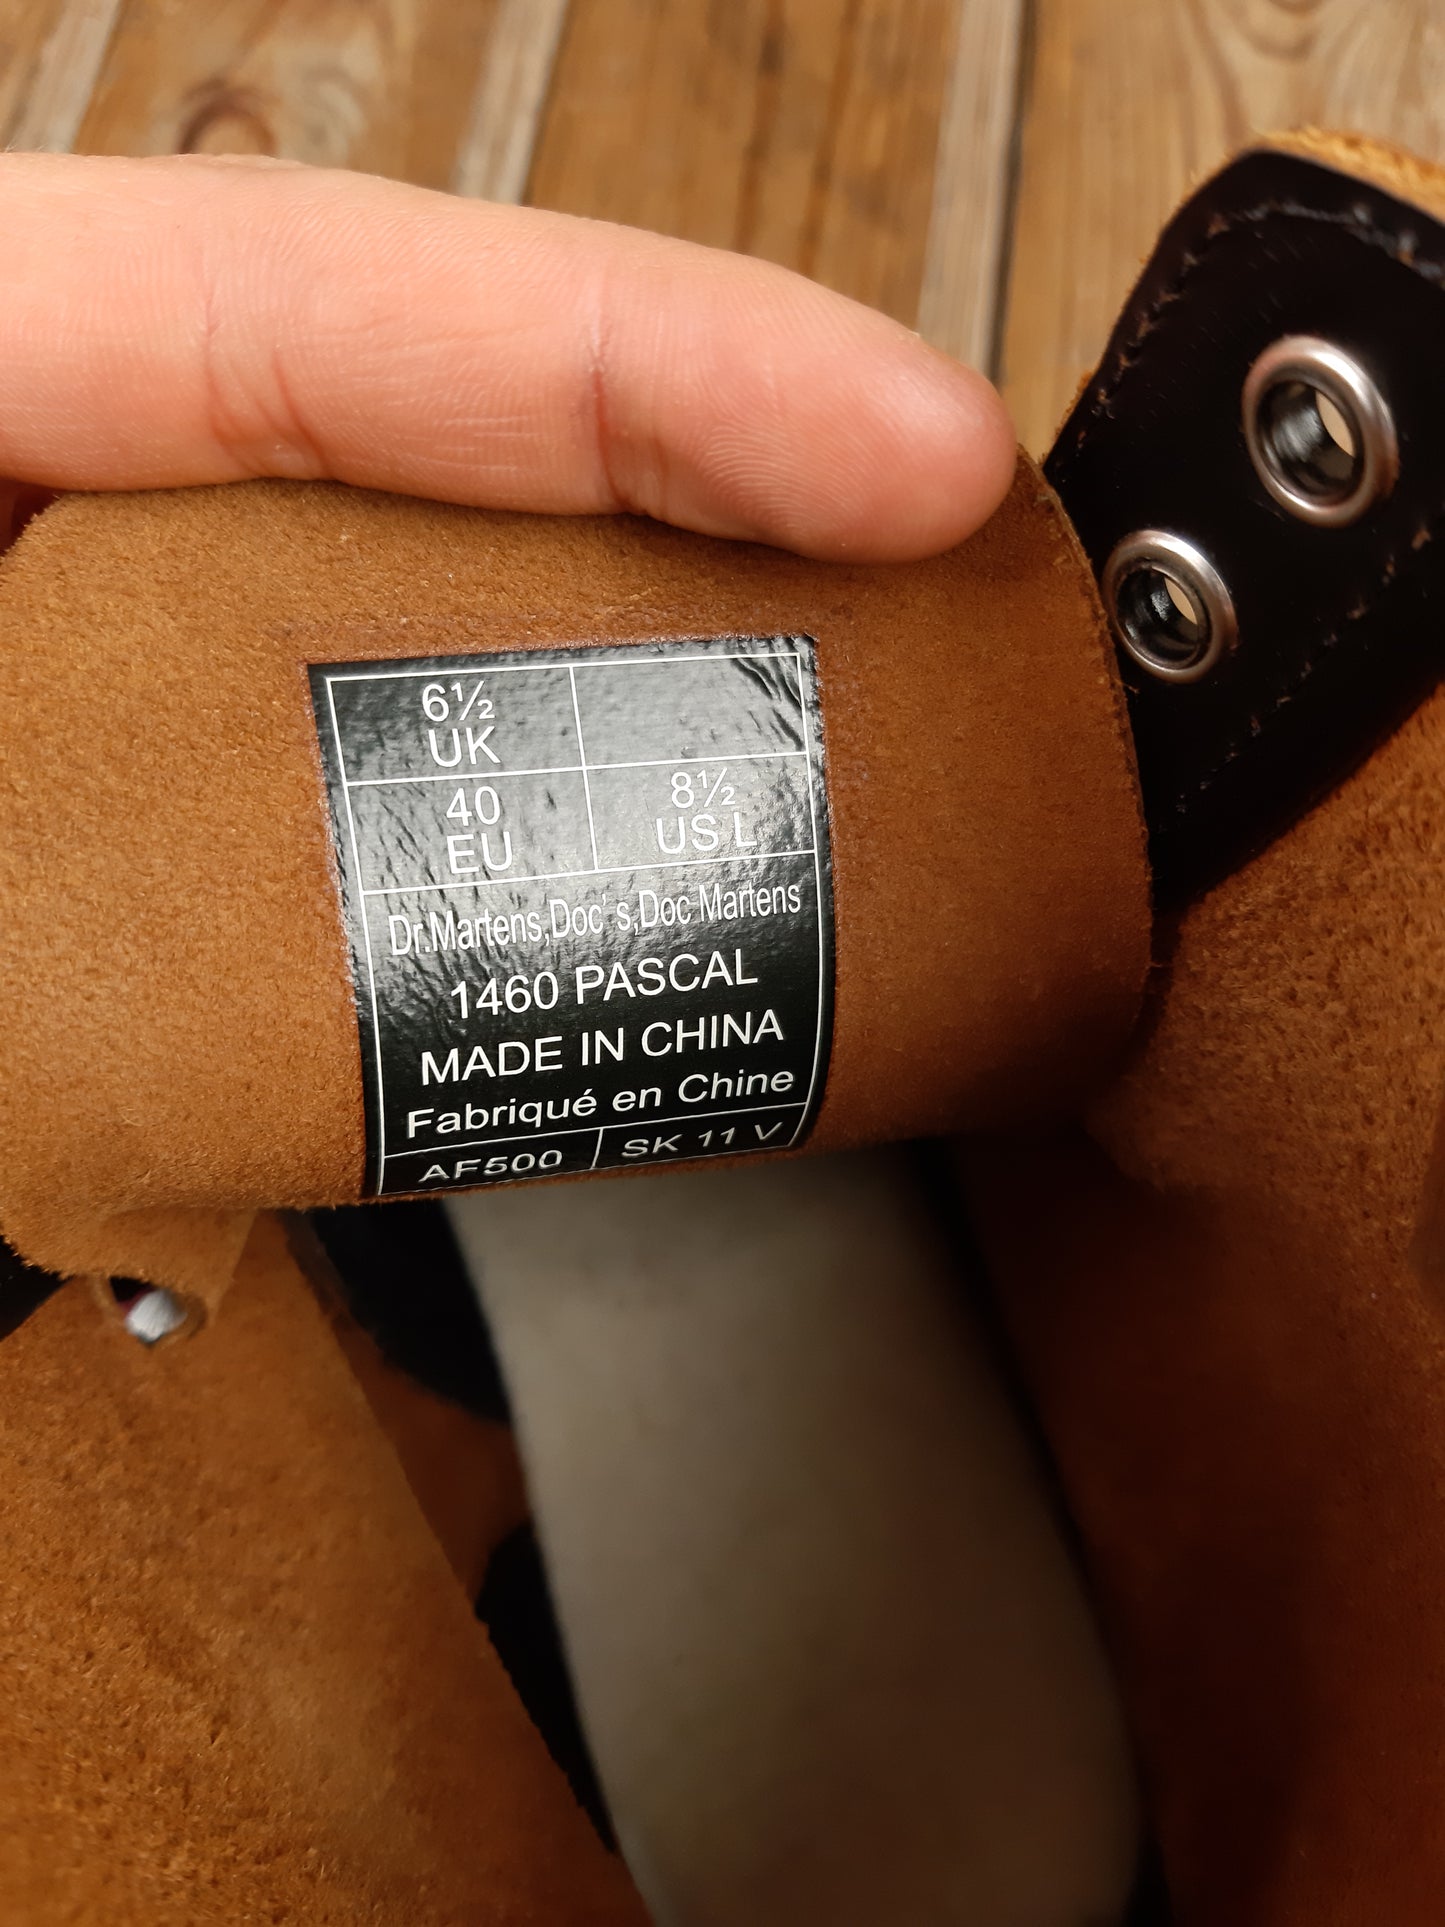 6½
UK
40
EU
8½
US L
Dr.Martens,Doc's,Doc Martens
1460 PASCAL
MADE IN CHINA
Fabriqué en Chine
AF500
SK 11 V